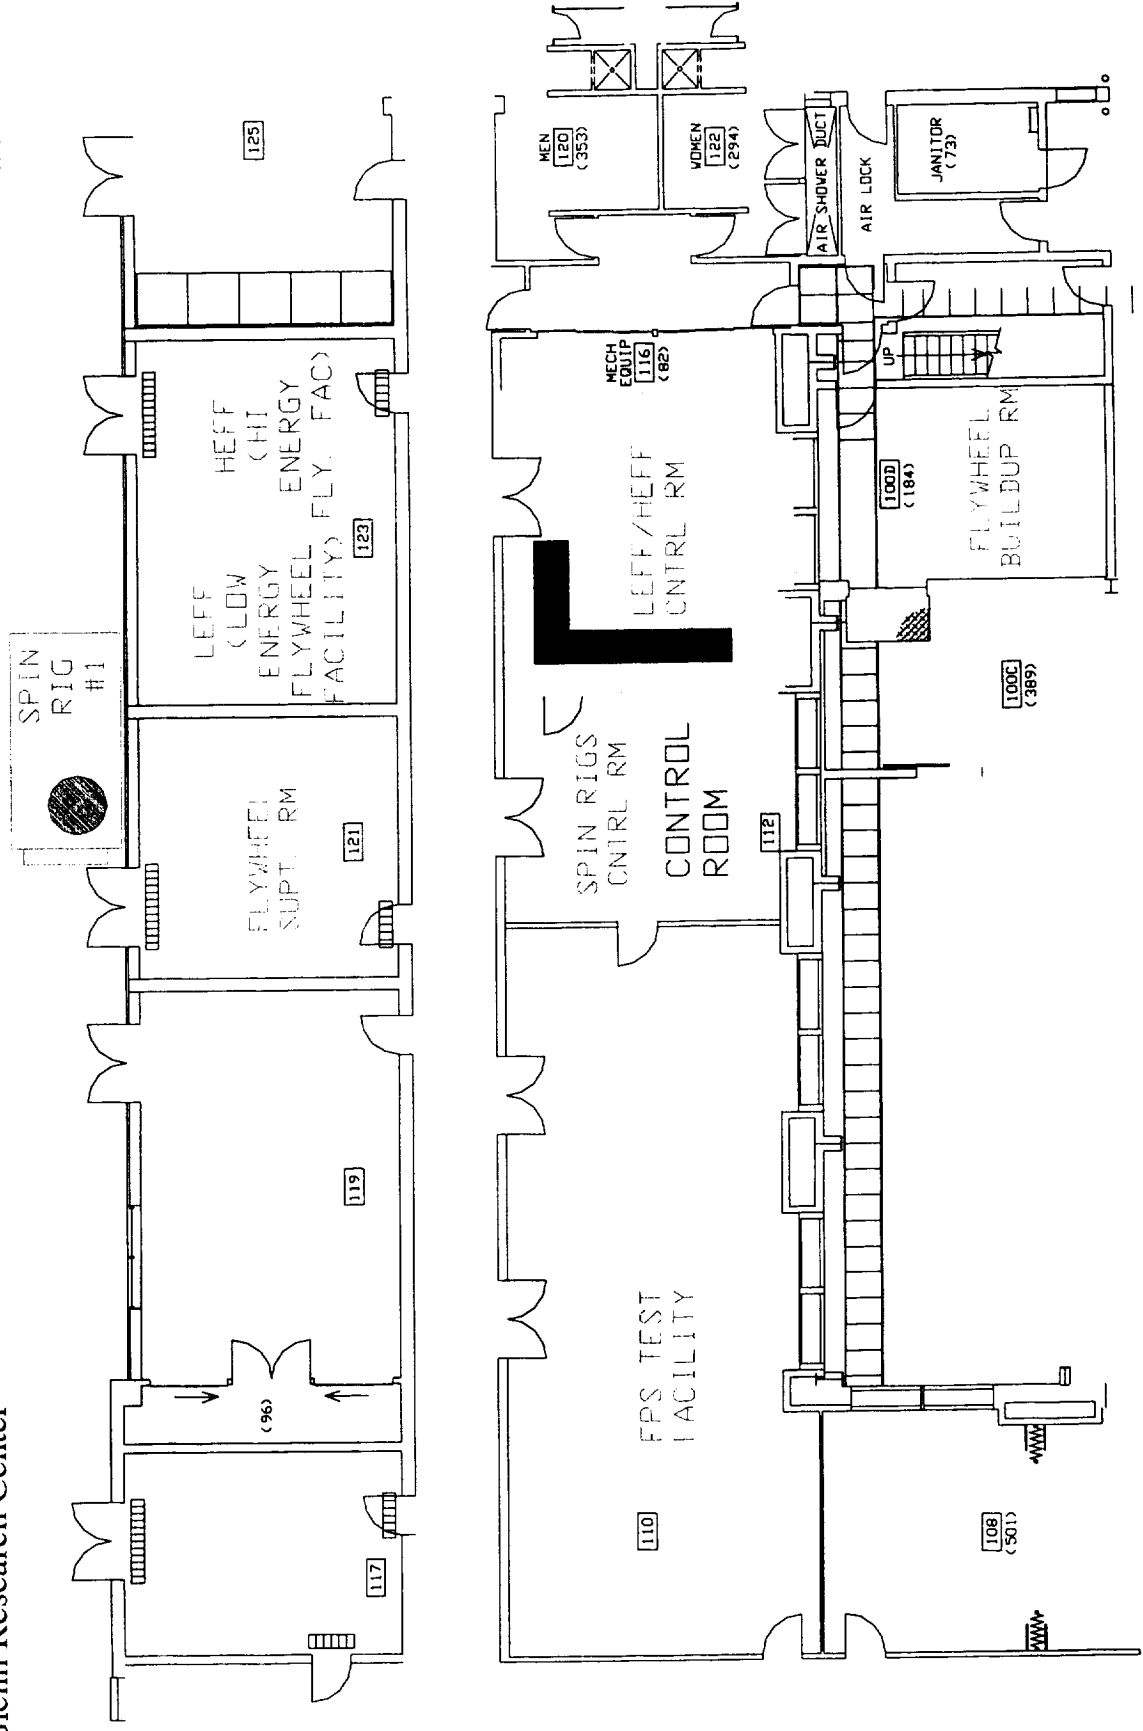 Research Center
SPIN
RIG
#1
125
LEFF
(LOW
ENERGY
FLYWHEEL
FACILITY)
HEFF
(HI
ENERGY
FLY. FAC)
123
FLYWHEEL
SUPT. RM
121
119
(96)
117
MEN
120
(353)
WOMEN
122
(294)
AIR SHOWER DUCT
AIR LOCK
JANITOR
(73)
MECH
EQUIP
116
(82)
UP
LEFF/HEFF
CNTRL RM
100D
(184)
FLYWHEEL
BUILDUP RM
SPIN RIGS
CNTRL RM
CONTROL
ROOM
112
100C
(389)
FPS TEST
FACILITY
110
108
(501)